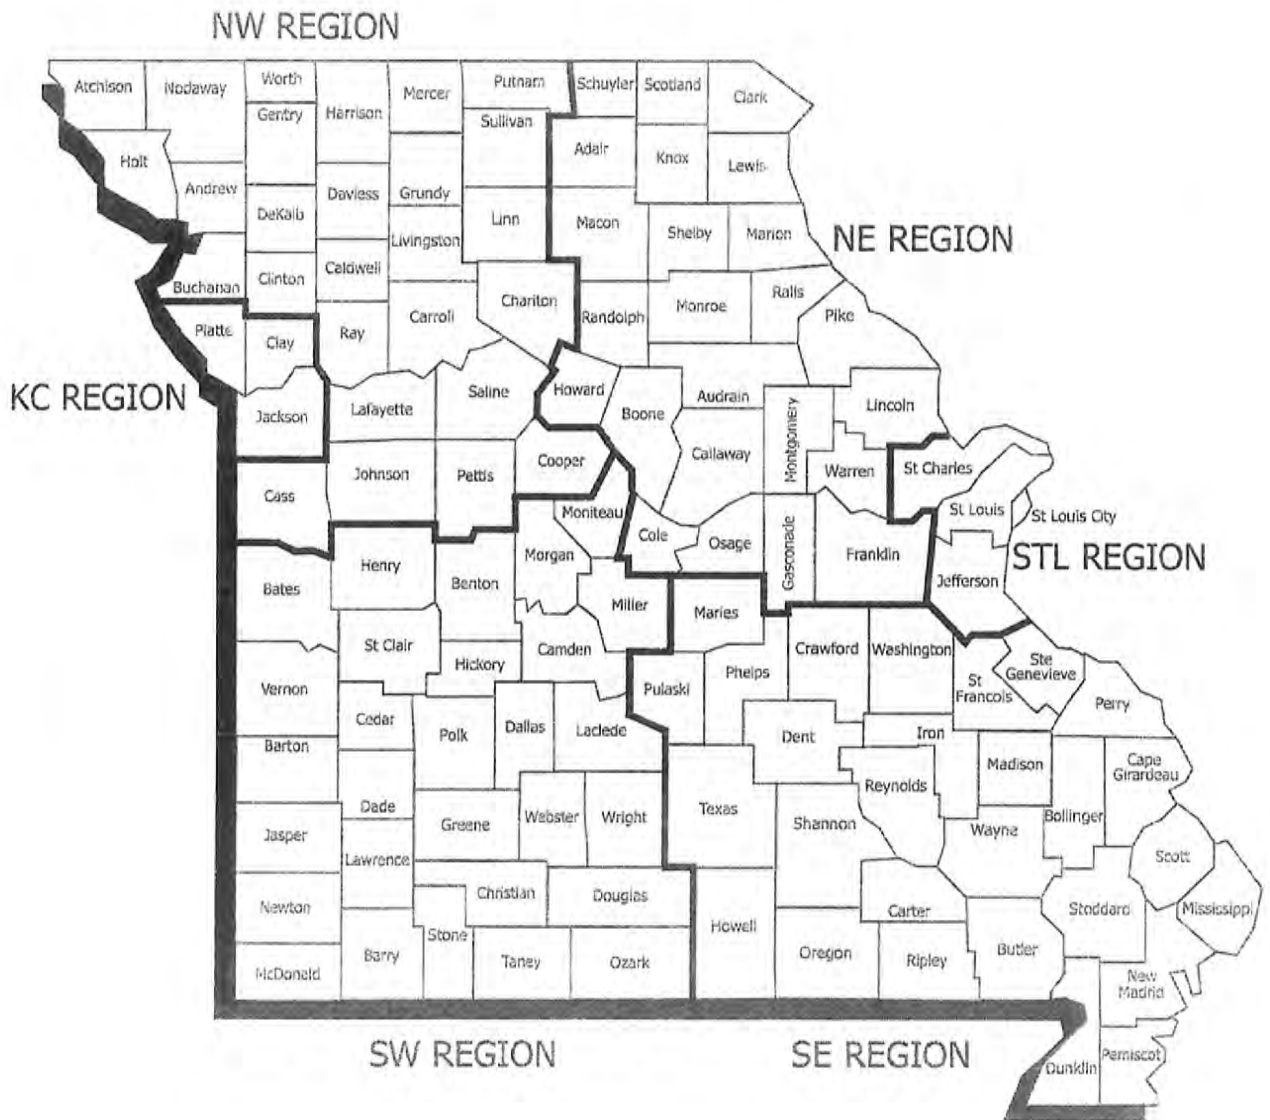 NW REGION
Atchison
Nodaway
Worth
Gentry
Harrison
Mercer
Putnam
Sullivan
Schuyler
Scotland
Clark
Adair
Knox
Lewis
Holt
Andrew
DeKalb
Daviess
Grundy
Livingston
Linn
Macon
Shelby
Marion
NE REGION
Buchanan
Clinton
Caldwell
Carroll
Chariton
Randolph
Monroe
Ralls
Pike
Platte
Clay
Ray
KC REGION
Jackson
Lafayette
Saline
Howard
Boone
Audrain
Lincoln
Callaway
Montgomery
Warren
St Charles
Cass
Johnson
Pettis
Cooper
Moniteau
Cole
Osage
Gasconade
Franklin
St Louis
St Louis City
STL REGION
Jefferson
Bates
Henry
Benton
Morgan
Miller
Maries
St Clair
Hickory
Camden
Pulaski
Phelps
Crawford
Washington
St
Francois
Ste
Genevieve
Perry
Vernon
Cedar
Polk
Dallas
Laclede
Dent
Iron
Madison
Cape
Girardeau
Barton
Dade
Greene
Webster
Wright
Texas
Shannon
Reynolds
Wayne
Bollinger
Scott
Jasper
Lawrence
Christian
Douglas
Howell
Carter
Stoddard
Mississippi
Newton
Barry
Stone
Taney
Ozark
Oregon
Ripley
Butler
New
Madrid
McDonald
SW REGION
SE REGION
Dunklin
Pemiscot